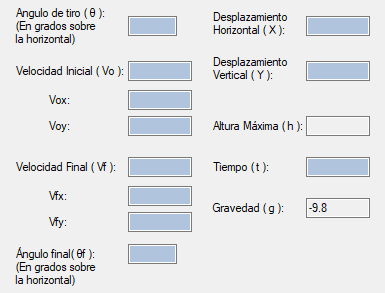 Angulo de tiro ( θ ):
(En grados sobre
la horizontal)
Velocidad Inicial ( Vo ):
Vox:
Voy:
Velocidad Final ( Vf ):
Vfx:
Vfy:
Ángulo final( θf ):
(En grados sobre
la horizontal)
Desplazamiento
Horizontal ( X ):
Desplazamiento
Vertical ( Y ):
Altura Máxima ( h ):
Tiempo ( t ):
Gravedad ( g ):
-9.8